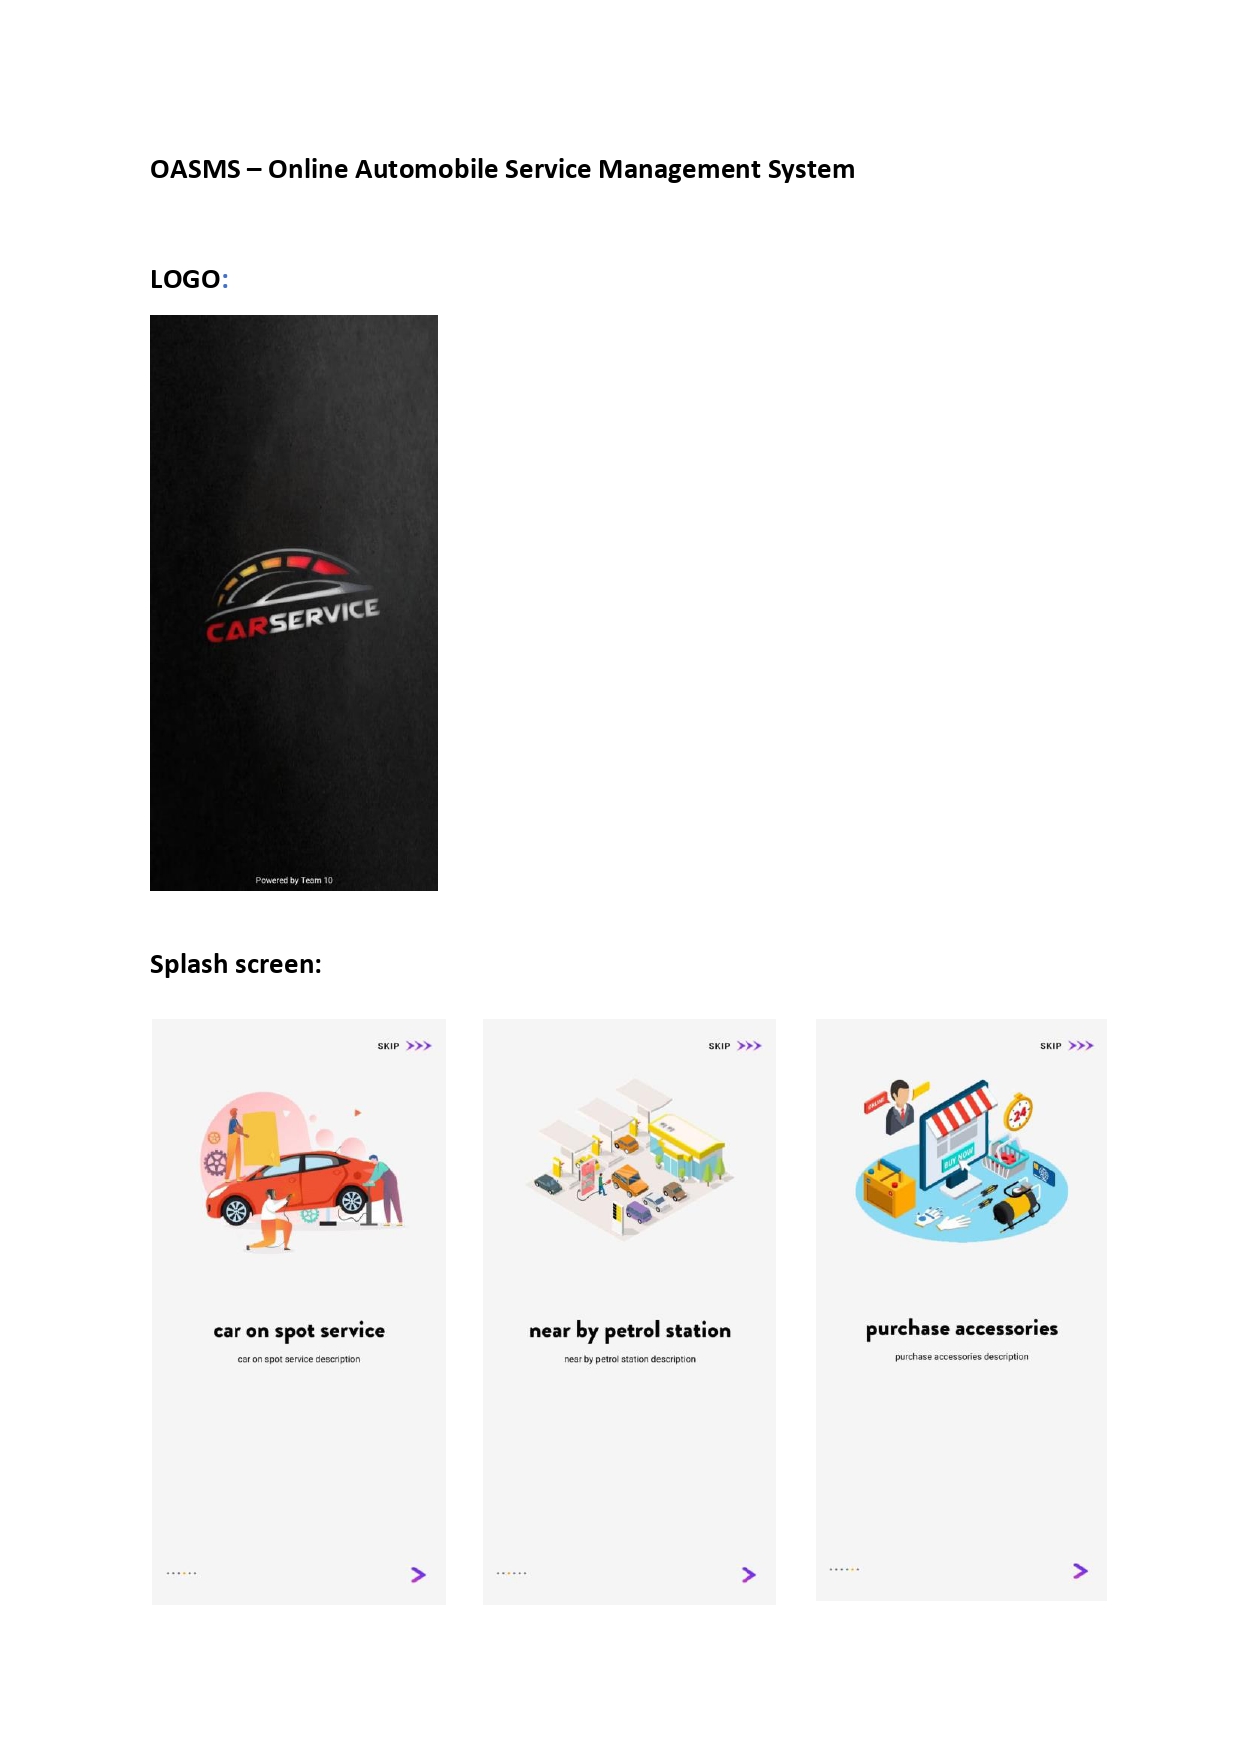 OASMS – Online Automobile Service Management System
LOGO:
CARSERVICE
Powered by Team 10
Splash screen:
SKIP
SKIP
SKIP
ONLINE
24
BUY NOW
car on spot service
near by petrol station
purchase accessories
car on spot service description
near by petrol station description
purchase accessories description